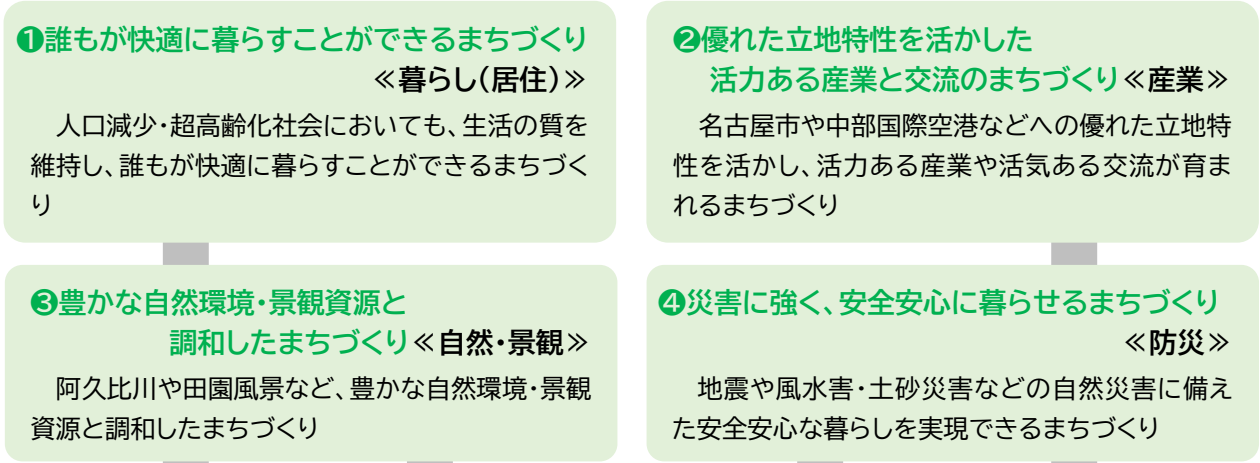 ❶誰もが快適に暮らすことができるまちづくり
≪暮らし(居住)≫
人口減少・超高齢化社会においても、生活の質を
維持し、誰もが快適に暮らすことができるまちづく
り
❷優れた立地特性を活かした
活力ある産業と交流のまちづくり≪産業≫
名古屋市や中部国際空港などへの優れた立地特
性を活かし、活力ある産業や活気ある交流が育ま
れるまちづくり
❸豊かな自然環境・景観資源と
調和したまちづくり≪自然・景観≫
阿久比川や田園風景など、豊かな自然環境・景観
資源と調和したまちづくり
❹災害に強く、安全安心に暮らせるまちづくり
≪防災≫
地震や風水害・土砂災害などの自然災害に備え
た安全安心な暮らしを実現できるまちづくり